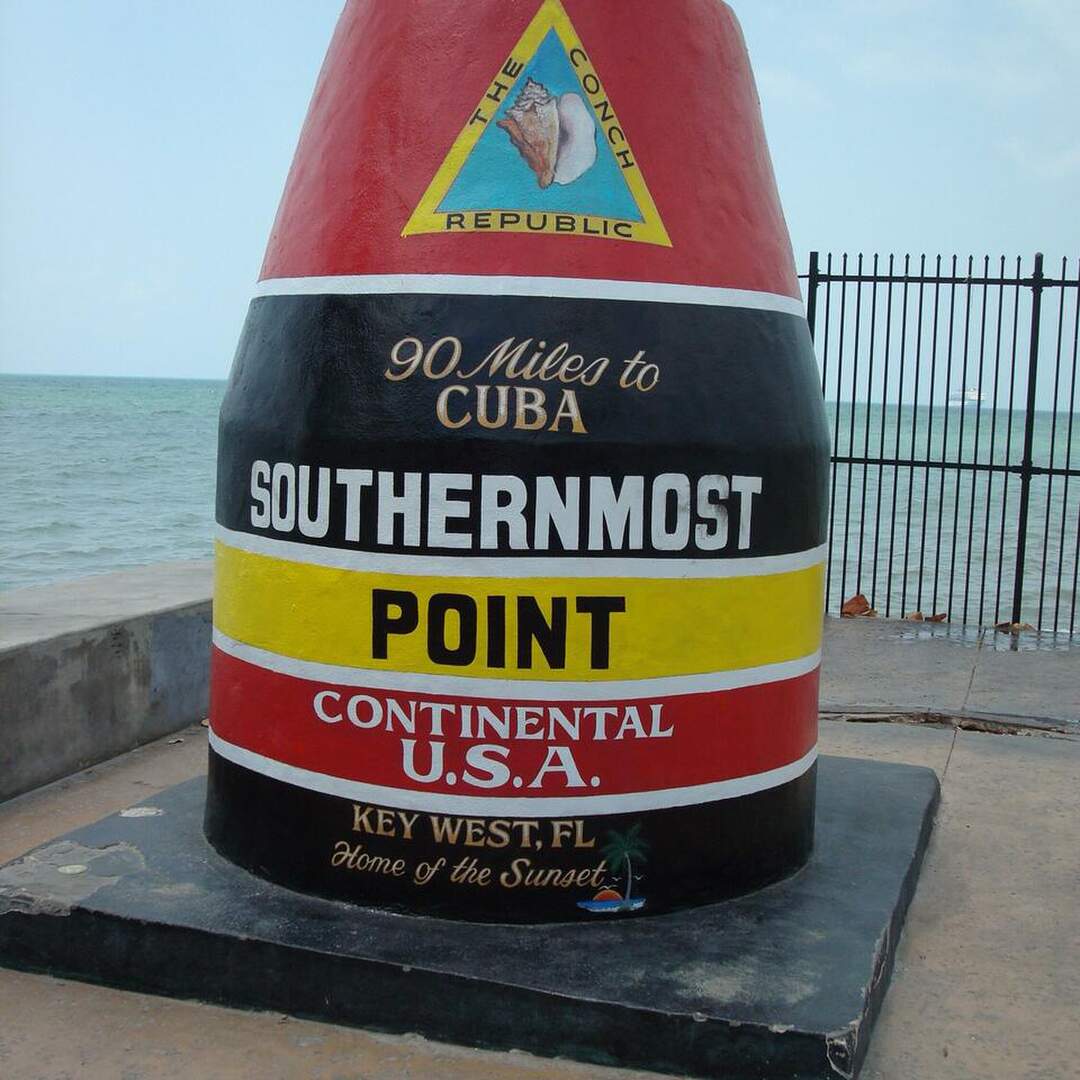 THE CONCH
REPUBLIC
90 Miles to
CUBA
SOUTHERNMOST
POINT
CONTINENTAL
U.S.A.
KEY WEST, FL
Home of the Sunset